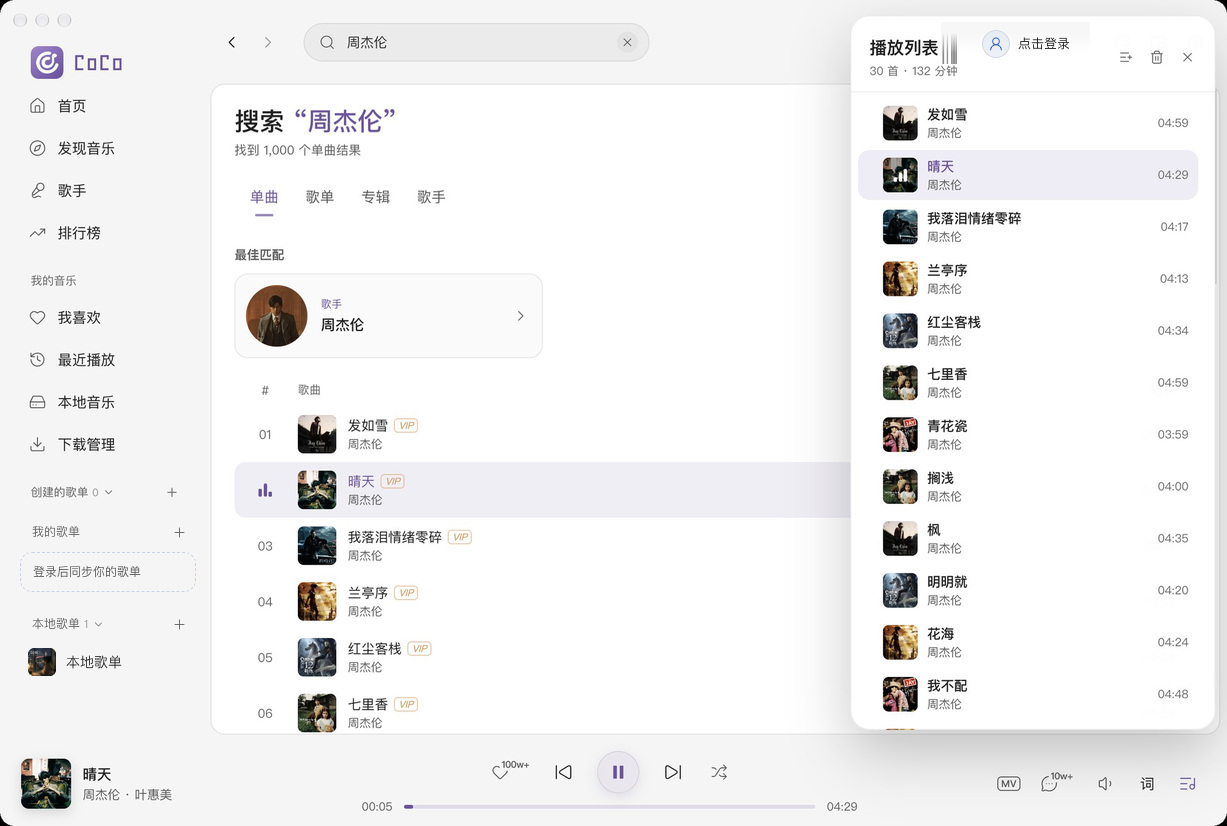 CoCo
首页
发现音乐
歌手
排行榜
我的音乐
我喜欢
最近播放
本地音乐
下载管理
创建的歌单 0
我的歌单
登录后同步你的歌单
本地歌单 1
本地歌单
周杰伦
搜索 “周杰伦”
找到 1,000 个单曲结果
单曲 歌单 专辑 歌手
最佳匹配
歌手
周杰伦
# 歌曲
01 发如雪 VIP
周杰伦
晴天 VIP
周杰伦
03 我落泪情绪零碎 VIP
周杰伦
04 兰亭序 VIP
周杰伦
05 红尘客栈 VIP
周杰伦
06 七里香 VIP
周杰伦
播放列表
30 首 · 132 分钟
点击登录
发如雪 04:59
周杰伦
晴天 04:29
周杰伦
我落泪情绪零碎 04:17
周杰伦
兰亭序 04:13
周杰伦
红尘客栈 04:34
周杰伦
七里香 04:59
周杰伦
青花瓷 03:59
周杰伦
搁浅 04:00
周杰伦
枫 04:35
周杰伦
明明就 04:20
周杰伦
花海 04:24
周杰伦
我不配 04:48
周杰伦
晴天
周杰伦 · 叶惠美
100w+
00:05 04:29
MV 10w+ 词